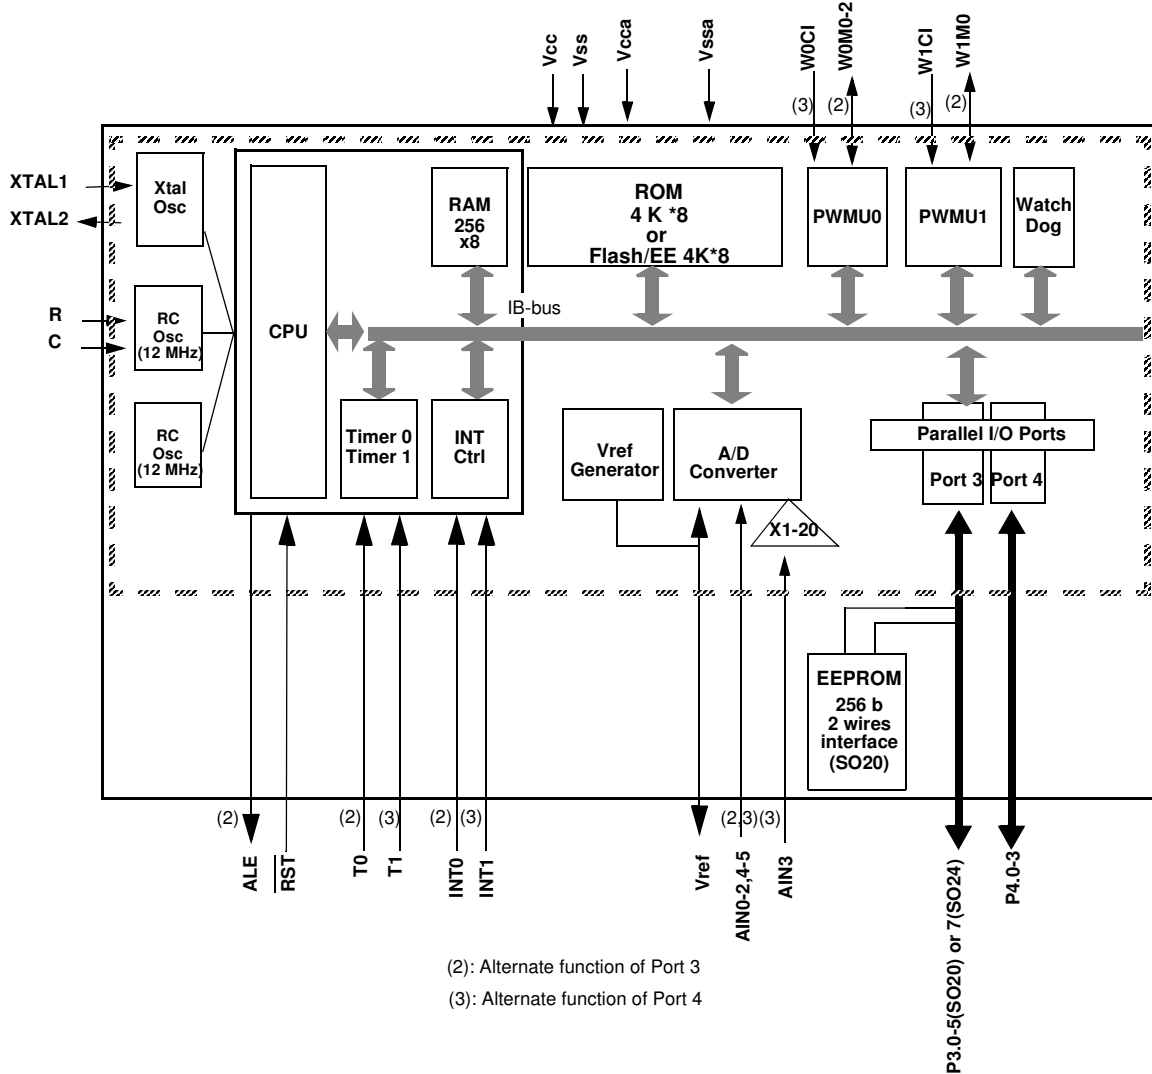 Vcc
Vss
Vcca
Vssa
W0CI
W0M0-2
W1CI
W1M0
(3)
(2)
(3)
(2)
XTAL1
XTAL2
Xtal
Osc
RAM
256
x8
ROM
4 K *8
or
Flash/EE 4K*8
PWMU0
PWMU1
Watch
Dog
R
C
RC
Osc
(12 MHz)
CPU
IB-bus
RC
Osc
(12 MHz)
Timer 0
Timer 1
INT
Ctrl
Vref
Generator
A/D
Converter
X1-20
Parallel I/O Ports
Port 3
Port 4
EEPROM
256 b
2 wires
interface
(SO20)
(2)
(2)
(3)
(2)
(3)
(2,3)
(3)
ALE
RST
T0
T1
INT0
INT1
Vref
AIN0-2,4-5
AIN3
P3.0-5(SO20) or 7(SO24)
P4.0-3
(2): Alternate function of Port 3
(3): Alternate function of Port 4